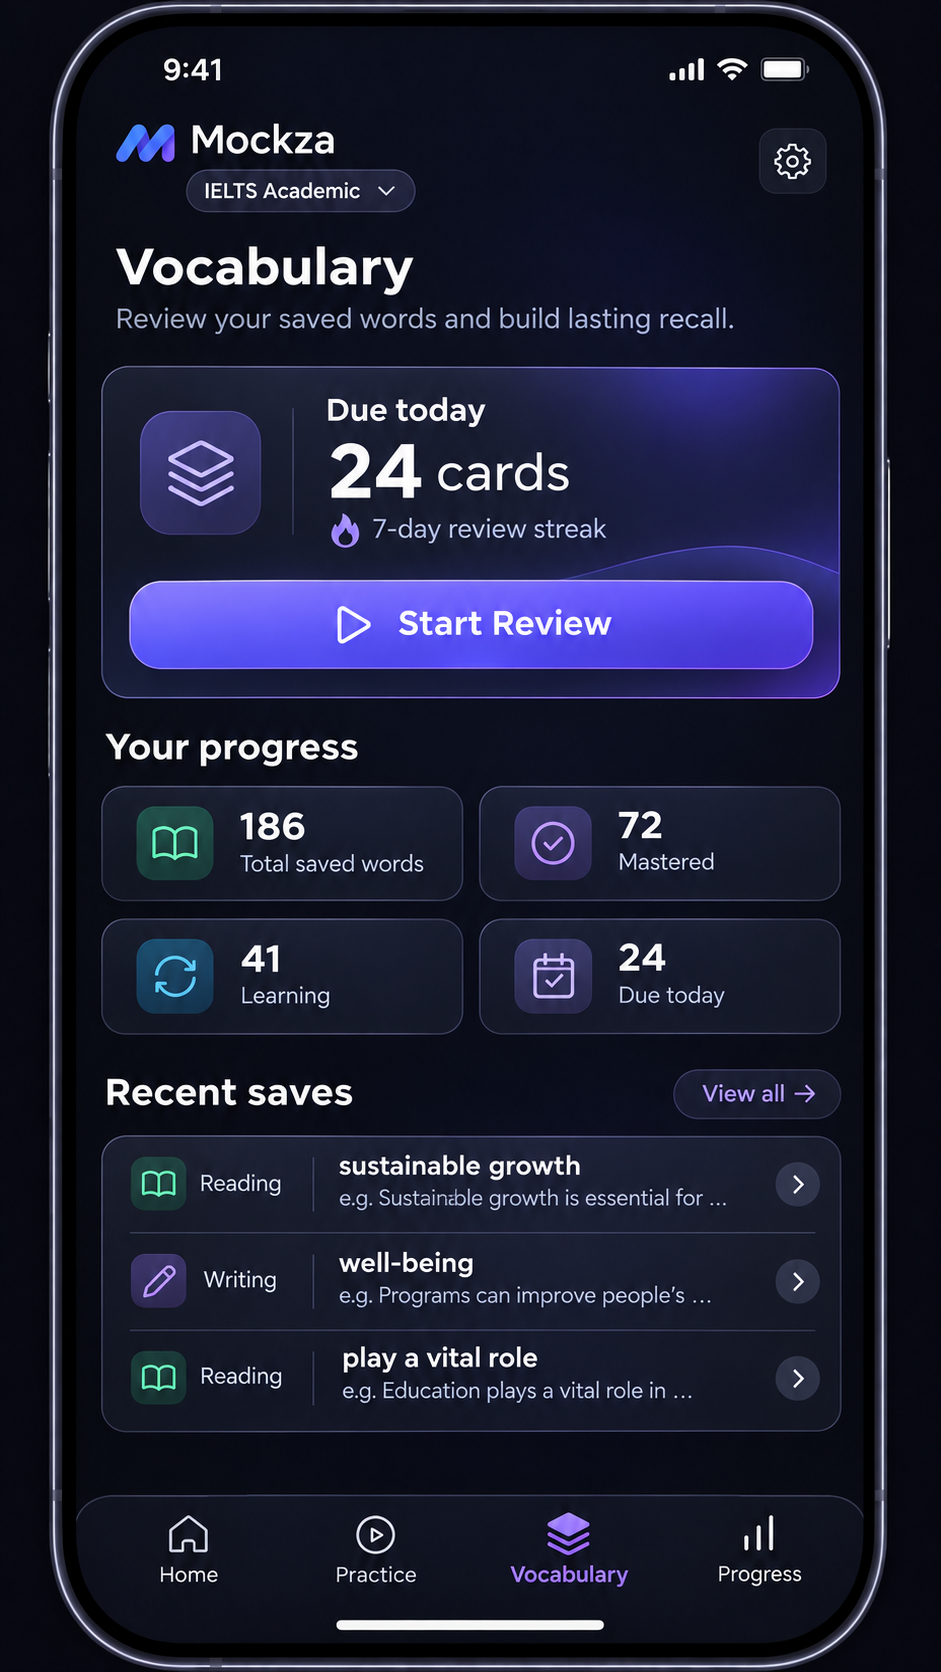 9:41
Mockza
IELTS Academic
Vocabulary
Review your saved words and build lasting recall.
Due today
24 cards
7-day review streak
Start Review
Your progress
186
Total saved words
72
Mastered
41
Learning
24
Due today
Recent saves
View all →
Reading
sustainable growth
e.g. Sustainable growth is essential for ...
Writing
well-being
e.g. Programs can improve people’s ...
Reading
play a vital role
e.g. Education plays a vital role in ...
Home
Practice
Vocabulary
Progress